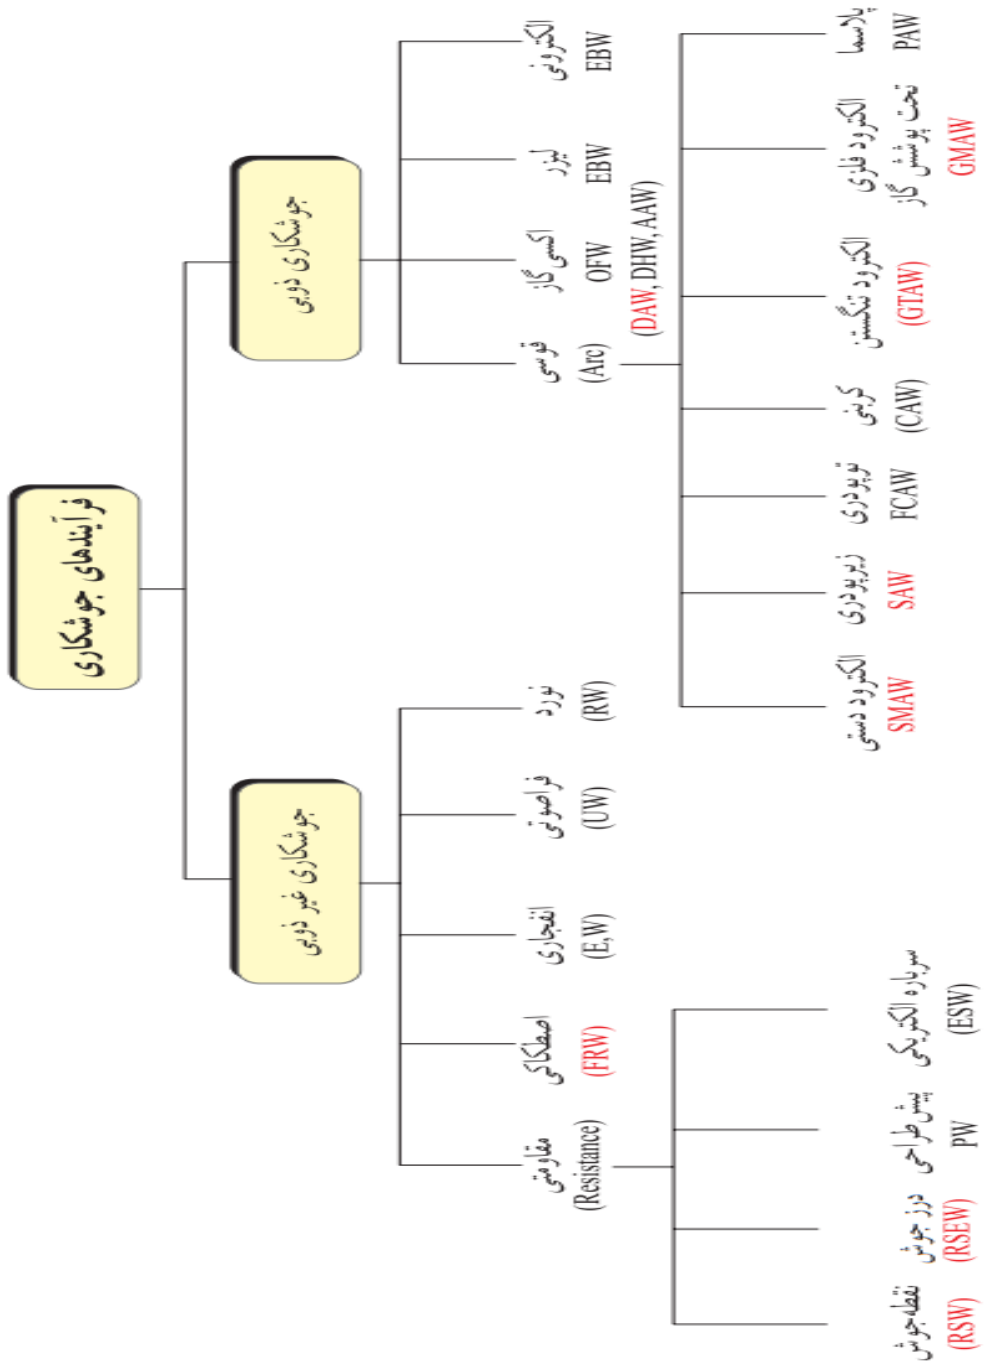 فرآیندهای جوشکاری
جوشکاری ذوبی
جوشکاری غیر ذوبی
الکترونی
EBW
لیزر
EBW
اکسی گاز
OFW
(DAW, DHW, AAW)
قوسی
(Arc)
نورد
(RW)
فراصوتی
(UW)
انفجاری
(E,W)
اصطکاکی
(FRW)
مقاومتی
(Resistance)
پلاسما
PAW
الکترود فلزی
تحت پوشش گاز
GMAW
الکترود تنگستن
(GTAW)
کربنی
(CAW)
توپودری
FCAW
زیرپودری
SAW
الکترود دستی
SMAW
سرباره الکتریکی
(ESW)
پیش طراحی
PW
درز جوش
(RSEW)
نقطه جوش
(RSW)